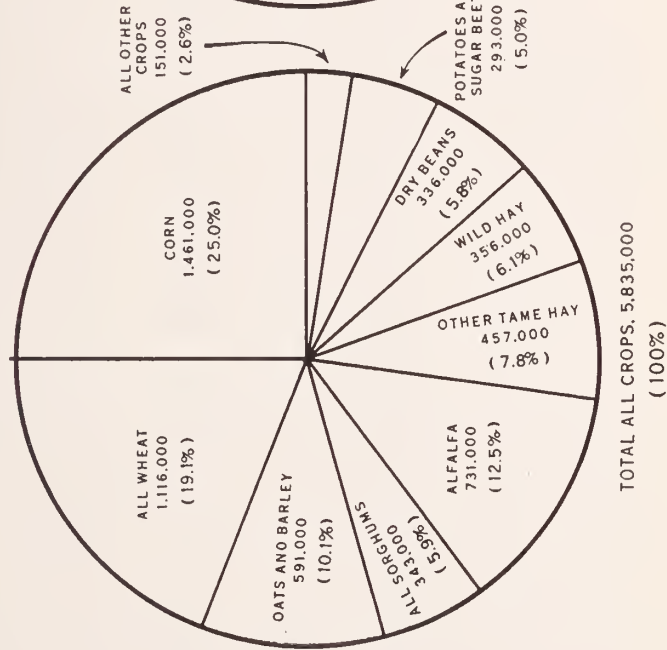 ALL OTHER
CROPS
151.000
(2.6%)
POTATOES
SUGAR
293.000
(5.0%)
CORN
1.461.000
(25.0%)
DRY BEANS
336.000
(5.8%)
WILD HAY
356.000
(6.1%)
OTHER TAME HAY
457.000
(7.8%)
ALL WHEAT
1.116.000
(19.1%)
OATS AND BARLEY
591.000
(10.1%)
ALL SORGHUMS
343.000
(5.9%)
ALFALFA
731.000
(12.5%)
TOTAL ALL CROPS, 5,835,000
(100%)